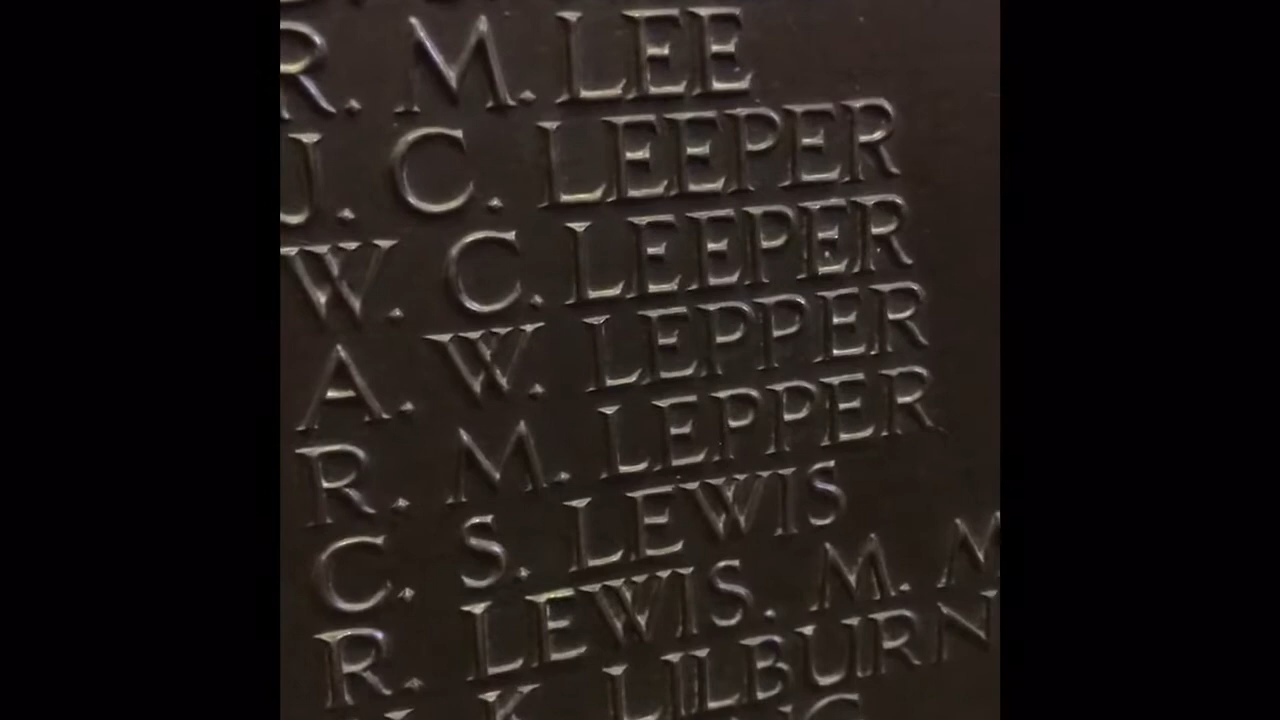 R. M. LEE
J. C. LEEPER
W. C. LEEPER
A. W. LEPPER
R. M. LEPPER
C. S. LEWIS
R. LEWIS. M. M
K. LILBURN